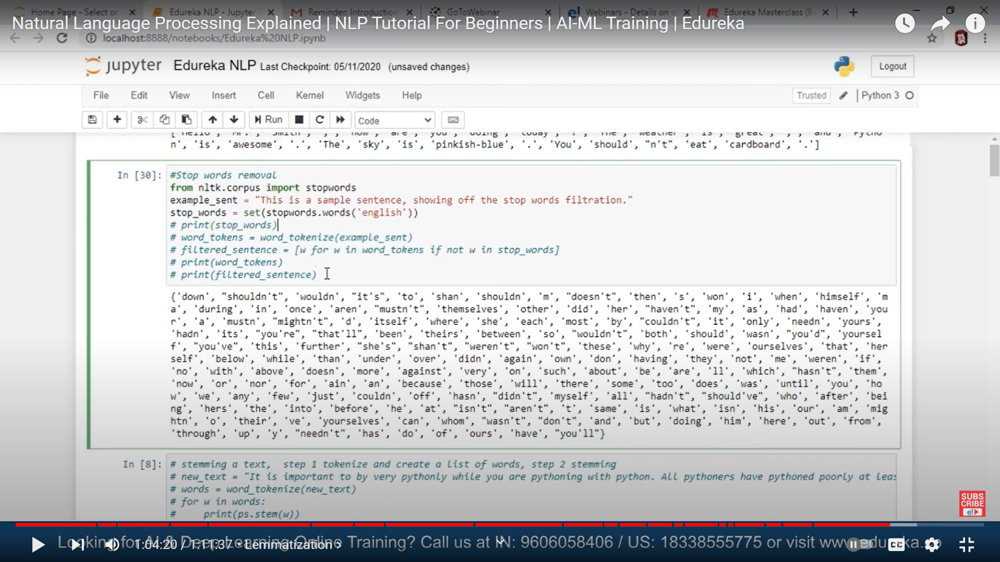 Home Page - Select or
Edureka NLP - Jupyter
Reminder: Introduction
GoToWebinar
Webinars - Details on
Edureka Masterclass (Ba
Natural Language Processing Explained | NLP Tutorial For Beginners | AI-ML Training | Edureka
localhost:8888/notebooks/Edureka%20NLP.ipynb
jupyter Edureka NLP Last Checkpoint: 05/11/2020 (unsaved changes)
Logout
File Edit View Insert Cell Kernel Widgets Help
Trusted
Python 3
Run
Code
['Hello', 'Mr.', 'Smith', ',', 'how', 'are', 'you', 'doing', 'today', '?', 'The', 'weather', 'is', 'great', ',', 'and', 'Pytho
n', 'is', 'awesome', '.', 'The', 'sky', 'is', 'pinkish-blue', '.', 'You', 'should', "n't", 'eat', 'cardboard', '.']
In [30]: #Stop words removal
from nltk.corpus import stopwords
example_sent = "This is a sample sentence, showing off the stop words filtration."
stop_words = set(stopwords.words('english'))
# print(stop_words)
# word_tokens = word_tokenize(example_sent)
# filtered_sentence = [w for w in word_tokens if not w in stop_words]
# print(word_tokens)
# print(filtered_sentence)
{'down', "shouldn't", 'wouldn', "it's", 'to', 'shan', 'shouldn', 'm', "doesn't", 'then', 's', 'won', 'i', 'when', 'himself', 'm
a', 'during', 'in', 'once', 'aren', "mustn't", 'themselves', 'other', 'did', 'her', "haven't", 'my', 'as', 'had', 'haven', 'you
r', 'a', 'mustn', "mightn't", 'd', 'itself', 'where', 'she', 'each', 'most', 'by', "couldn't", 'it', 'only', 'needn', 'yours',
'hadn', 'its', "you're", "that'll", 'been', 'theirs', 'between', 'so', "wouldn't", 'both', 'should', 'wasn', "you'd", 'yoursel
f', "you've", 'this', 'further', "she's", "shan't", "weren't", "won't", 'these', 'why', 're', 'were', 'ourselves', 'that', 'her
self', 'below', 'while', 'than', 'under', 'over', 'didn', 'again', 'own', 'don', 'having', 'they', 'not', 'me', 'weren', 'if',
'no', 'with', 'above', 'doesn', 'more', 'against', 'very', 'on', 'such', 'about', 'be', 'are', 'll', 'which', "hasn't", 'them',
'now', 'or', 'nor', 'for', 'ain', 'an', 'because', 'those', 'will', 'there', 'some', 'too', 'does', 'was', 'until', 'you', 'ho
w', 'we', 'any', 'few', 'just', 'couldn', 'off', 'hasn', "didn't", 'myself', 'all', "hadn't", "should've", 'who', 'after', 'bei
ng', 'hers', 'the', 'into', 'before', 'he', 'at', "isn't", "aren't", 't', 'same', 'is', 'what', 'isn', 'his', 'our', 'am', 'mig
htn', 'o', 'their', 've', 'yourselves', 'can', 'whom', "wasn't", "don't", 'and', 'but', 'doing', 'him', 'here', 'out', 'from',
'through', 'up', 'y', "needn't", 'has', 'do', 'of', 'ours', 'have', "you'll"}
In [8]: # stemming a text, step 1 tokenize and create a list of words, step 2 stemming
# new_text = "It is important to by very pythonly while you are pythoning with python. All pythoners have pythoned poorly at leas
# words = word_tokenize(new_text)
# for w in words:
# print(ps.stem(w))
SUBS
CRIBE
e!
Looking for AI & Deep Learning Online Training? Call us at IN: 9606058406 / US: 18338555775 or visit www.edureka.
1:04:20 / 1:11:37 • Lemmatization
CC